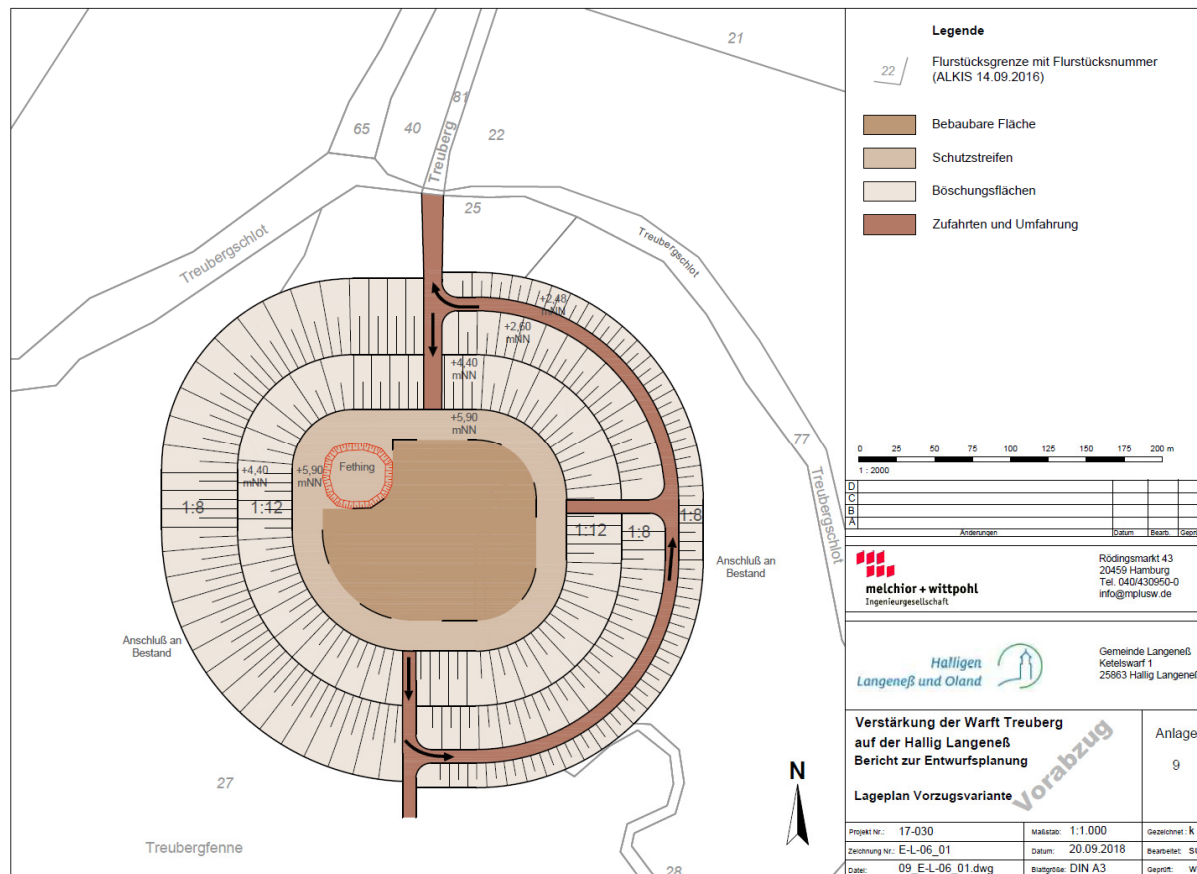 21
81
65
40
22
Treuberg
25
Treubergschlot
Treubergschlot
+2,48
mNN
+2,60
mNN
+4,40
mNN
+5,90
mNN
Fething
+4,40
mNN
+5,90
mNN
1:8
1:12
1:12
1:8
1:8
77
Treubergschlot
Anschluß an
Bestand
Anschluß an
Bestand
27
Treubergfenne
28
N
Legende
22
Flurstücksgrenze mit Flurstücksnummer
(ALKIS 14.09.2016)
Bebaubare Fläche
Schutzstreifen
Böschungsflächen
Zufahrten und Umfahrung
0 25 50 75 100 125 150 175 200 m
1 : 2000
D
C
B
A
Änderungen Datum Bearb. Gepr
melchior + wittpohl
Ingenieurgesellschaft
Rödingsmarkt 43
20459 Hamburg
Tel. 040/430950-0
info@mplusw.de
Halligen
Langeneß und Oland
Gemeinde Langeneß
Ketelswarf 1
25863 Hallig Langeneß
Verstärkung der Warft Treuberg
auf der Hallig Langeneß
Bericht zur Entwurfsplanung
Lageplan Vorzugsvariante
Vorabzug
Anlage
9
Projekt Nr.: 17-030 Maßstab: 1:1.000 Gezeichnet: k
Zeichnung Nr.: E-L-06_01 Datum: 20.09.2018 Bearbeitet: su
Datei: 09_E-L-06_01.dwg Blattgröße: DIN A3 Geprüft: w